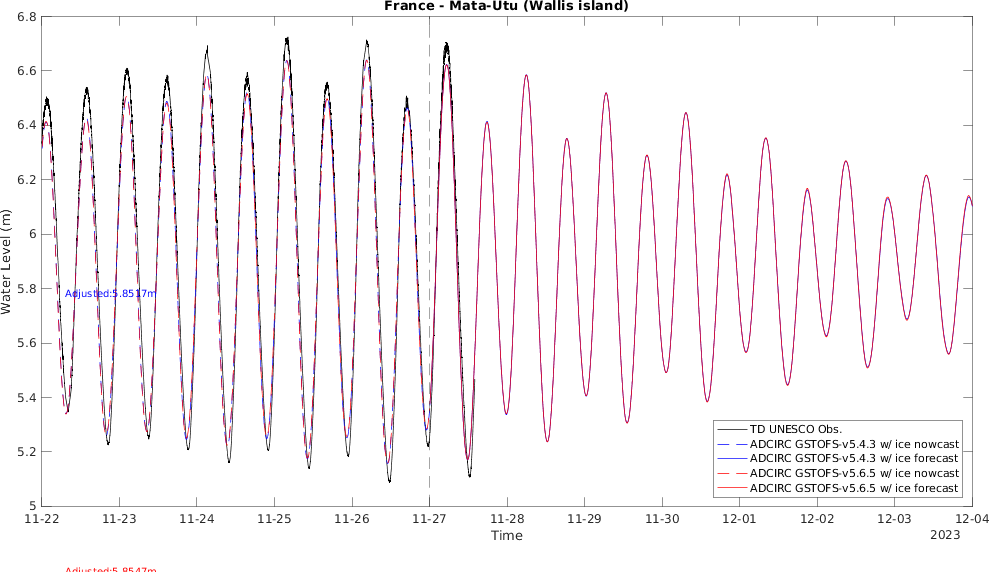 France - Mata-Utu (Wallis island)
6.8
6.6
6.4
6.2
6
5.8
5.6
5.4
5.2
5
Water Level (m)
Adjusted:5.8517m
TD UNESCO Obs.
ADCIRC GSTOFS-v5.4.3 w/ ice nowcast
ADCIRC GSTOFS-v5.4.3 w/ ice forecast
ADCIRC GSTOFS-v5.6.5 w/ ice nowcast
ADCIRC GSTOFS-v5.6.5 w/ ice forecast
11-22 11-23 11-24 11-25 11-26 11-27 11-28 11-29 11-30 12-01 12-02 12-03 12-04
Time
2023
Adjusted:5.8547m